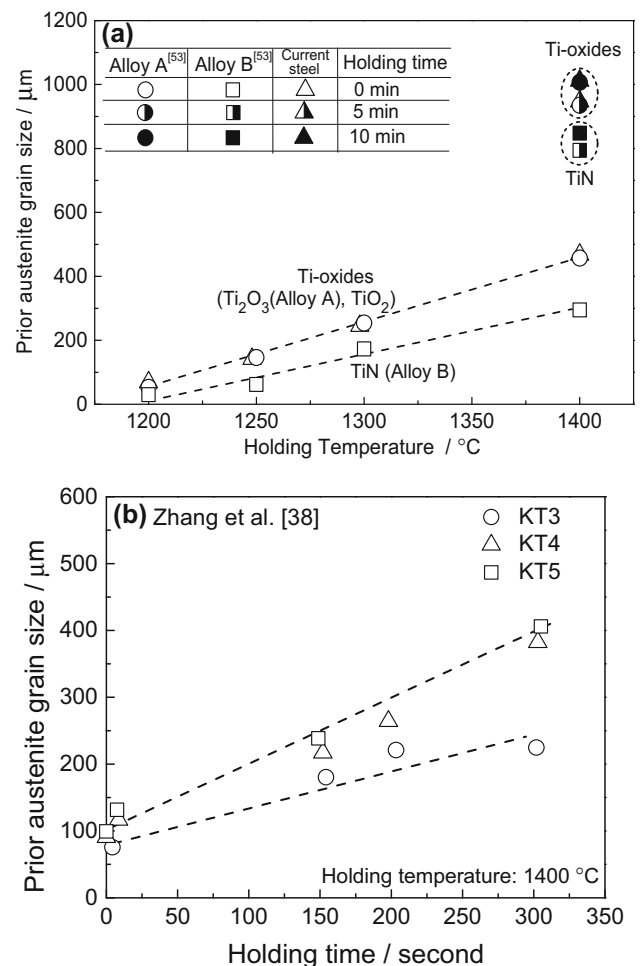 (a)
Alloy A[53] Alloy B[53] Current steel Holding time
0 min
5 min
10 min
Ti-oxides
TiN
Ti-oxides
(Ti2O3(Alloy A), TiO2)
TiN (Alloy B)
Prior austenite grain size / μm
0
200
400
600
800
1000
1200
1200 1250 1300 1350 1400
Holding Temperature / °C
(b) Zhang et al. [38]
KT3
KT4
KT5
Holding temperature: 1400 °C
Prior austenite grain size / μm
600
500
400
300
200
100
0
0 50 100 150 200 250 300 350
Holding time / second